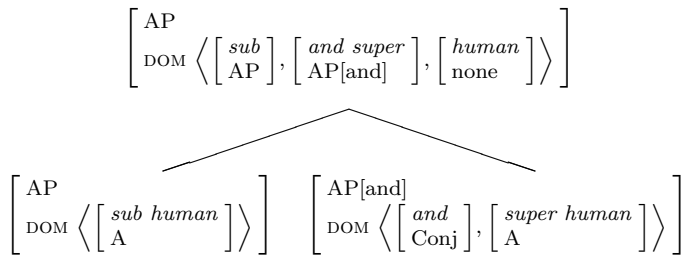 AP
DOM ⟨[sub AP], [and super AP[and]], [human none]⟩
AP
DOM ⟨[sub human A]⟩
AP[and]
DOM ⟨[and Conj], [super human A]⟩